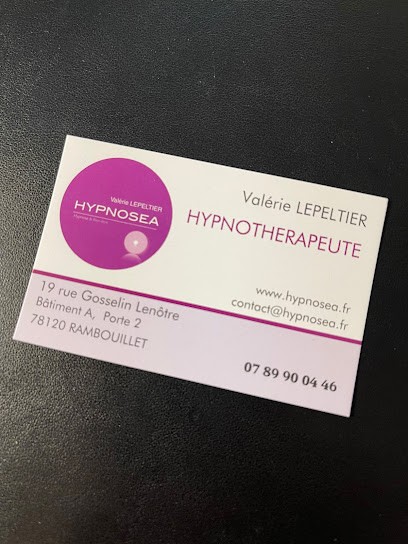 Valérie LEPELTIER
HYPNOSEA
Valérie LEPELTIER
HYPNOTHERAPEUTE
www.hypnosea.fr
contact@hypnosea.fr
19 rue Gosselin Lenôtre
Bâtiment A, Porte 2
78120 RAMBOUILLET
07 89 90 04 46